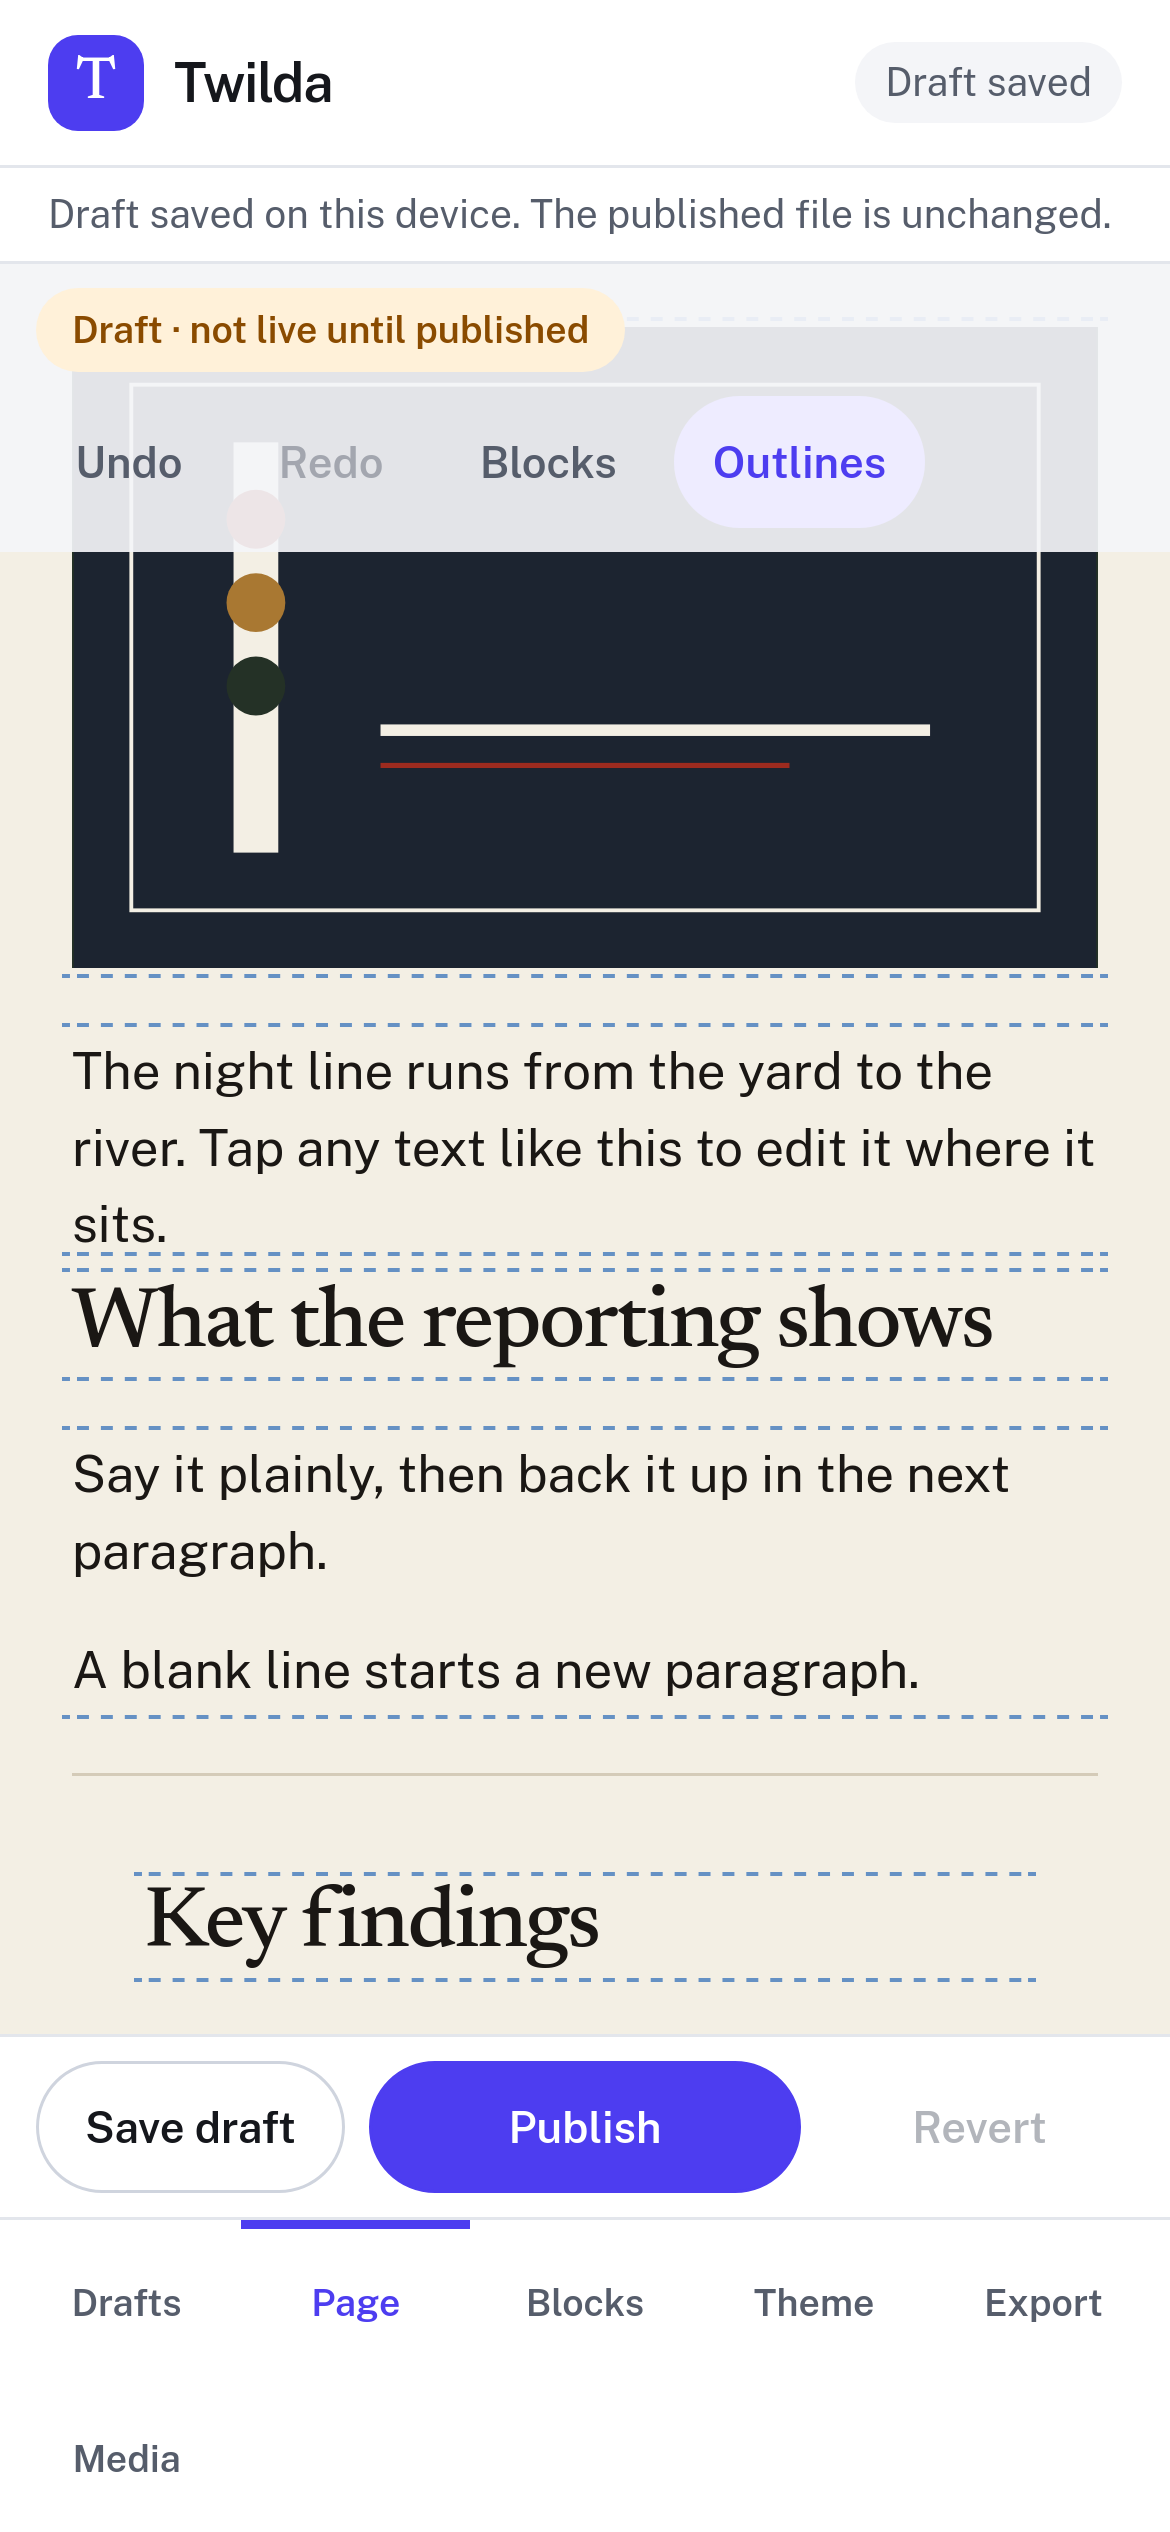 T
Twilda
Draft saved
Draft saved on this device. The published file is unchanged.
Draft · not live until published
Undo
Redo
Blocks
Outlines
The night line runs from the yard to the
river. Tap any text like this to edit it where it
sits.
What the reporting shows
Say it plainly, then back it up in the next
paragraph.
A blank line starts a new paragraph.
Key findings
Save draft
Publish
Revert
Drafts
Page
Blocks
Theme
Export
Media